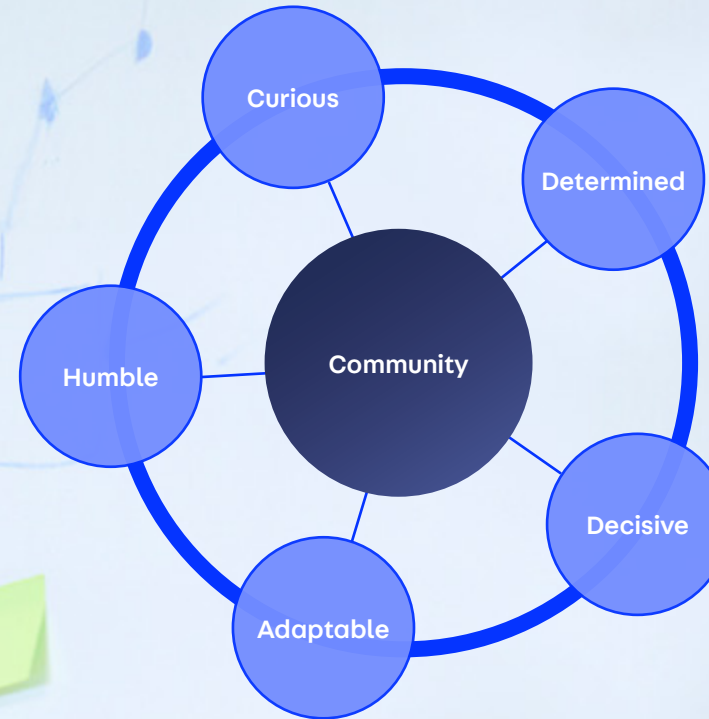 Curious
Determined
Humble
Community
Decisive
Adaptable